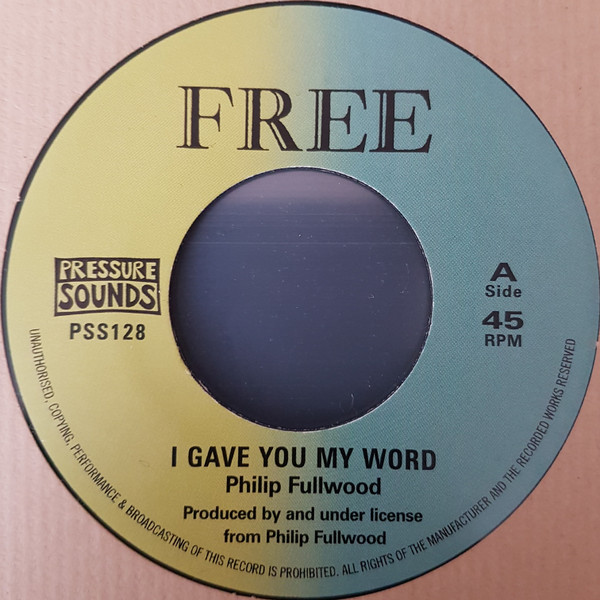 FREE
PRESSURE
SOUNDS
PSS128
A
Side
45
RPM
I GAVE YOU MY WORD
Philip Fullwood
Produced by and under license
from Philip Fullwood
UNAUTHORISED, COPYING, PERFORMANCE & BROADCASTING OF THIS RECORD IS PROHIBITED. ALL RIGHTS OF THE MANUFACTURER AND THE RECORDED WORKS RESERVED